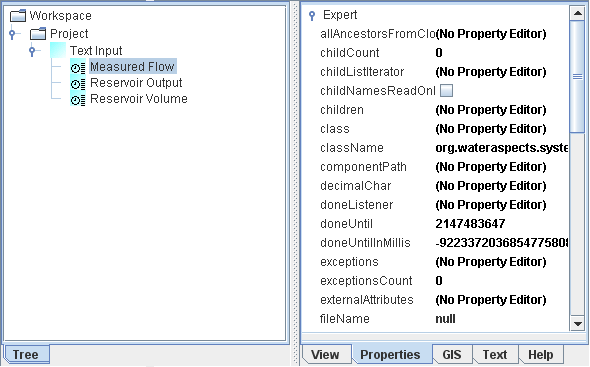 Workspace
Project
Text Input
Measured Flow
Reservoir Output
Reservoir Volume
Tree
Expert
allAncestorsFromClo (No Property Editor)
childCount 0
childListIterator (No Property Editor)
childNamesReadOnl
children (No Property Editor)
class (No Property Editor)
className org.wateraspects.syste
componentPath (No Property Editor)
decimalChar (No Property Editor)
doneListener (No Property Editor)
doneUntil 2147483647
doneUntilInMillis -9223372036854775808
exceptions (No Property Editor)
exceptionsCount 0
externalAttributes (No Property Editor)
fileName null
View Properties GIS Text Help